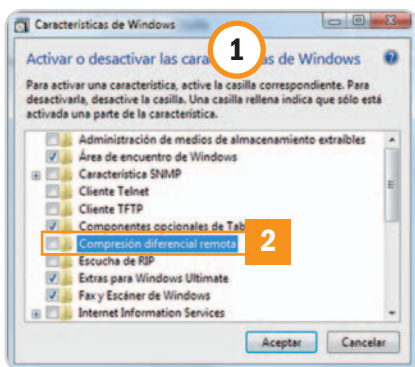 Características de Windows
1
Activar o desactivar las cara as de Windows
Para activar una característica, active la casilla correspondiente. Para
desactivarla, desactive la casilla. Una casilla rellena indica que sólo está
activada una parte de la característica.
Administración de medios de almacenamiento extraíbles
Área de encuentro de Windows
Característica SNMP
Cliente Telnet
Cliente TFTP
Componentes opcionales de Tab
Compresión diferencial remota
2
Escucha de RIP
Extras para Windows Ultimate
Fax y Escáner de Windows
Internet Information Services
Aceptar
Cancelar